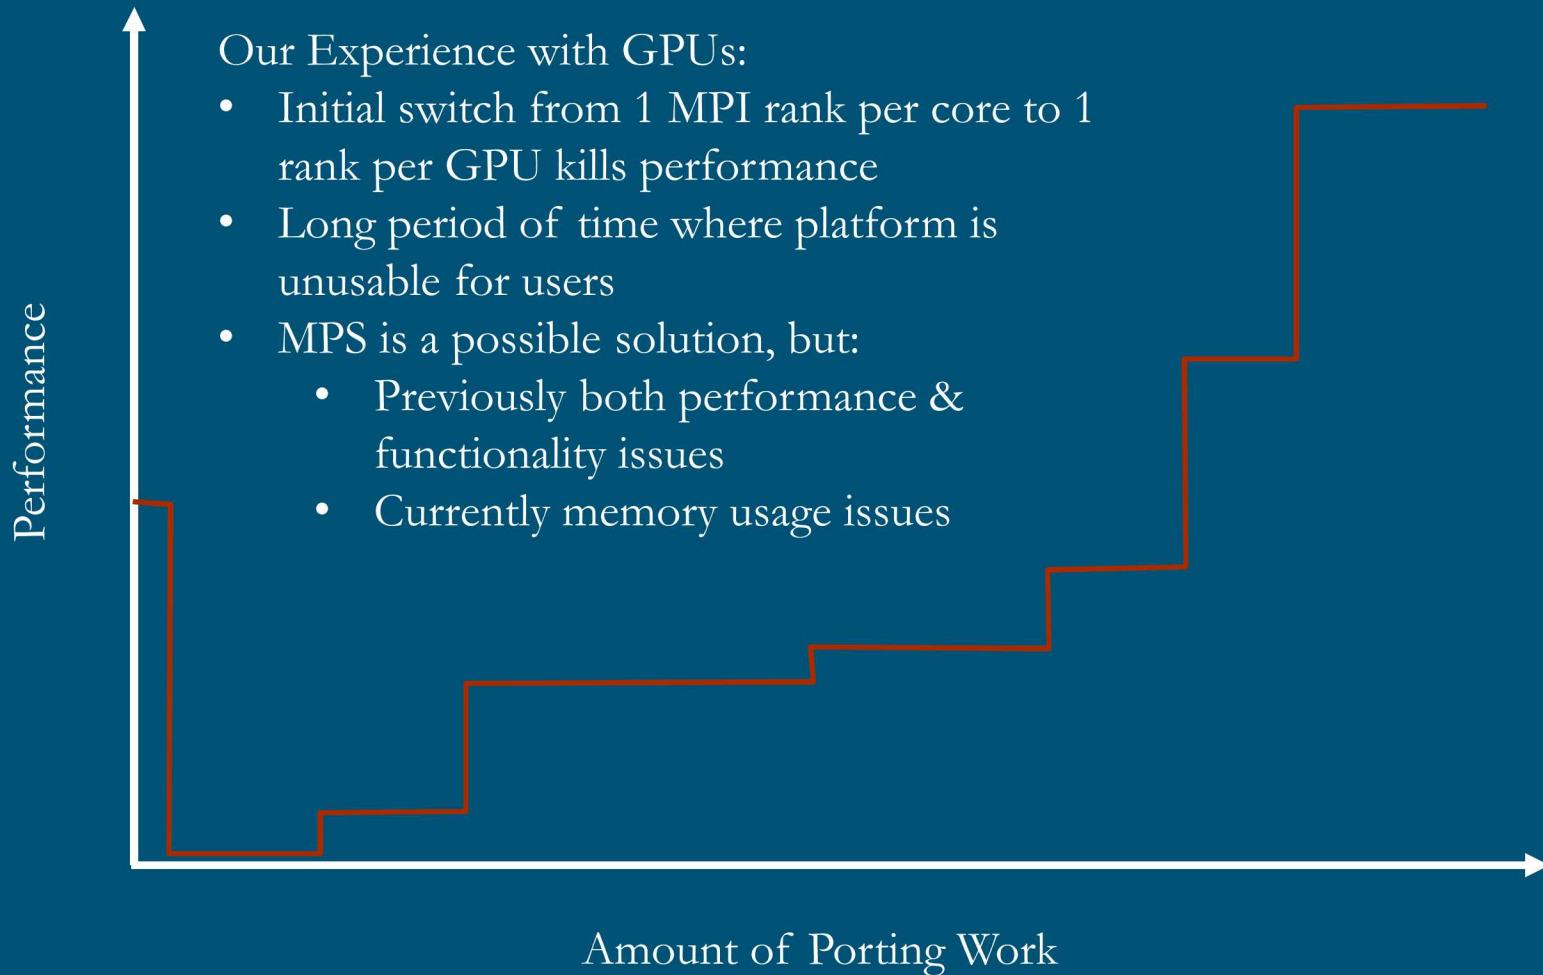 Our Experience with GPUs:
• Initial switch from 1 MPI rank per core to 1
rank per GPU kills performance
• Long period of time where platform is
unusable for users
• MPS is a possible solution, but:
• Previously both performance &
functionality issues
• Currently memory usage issues
Performance
Amount of Porting Work